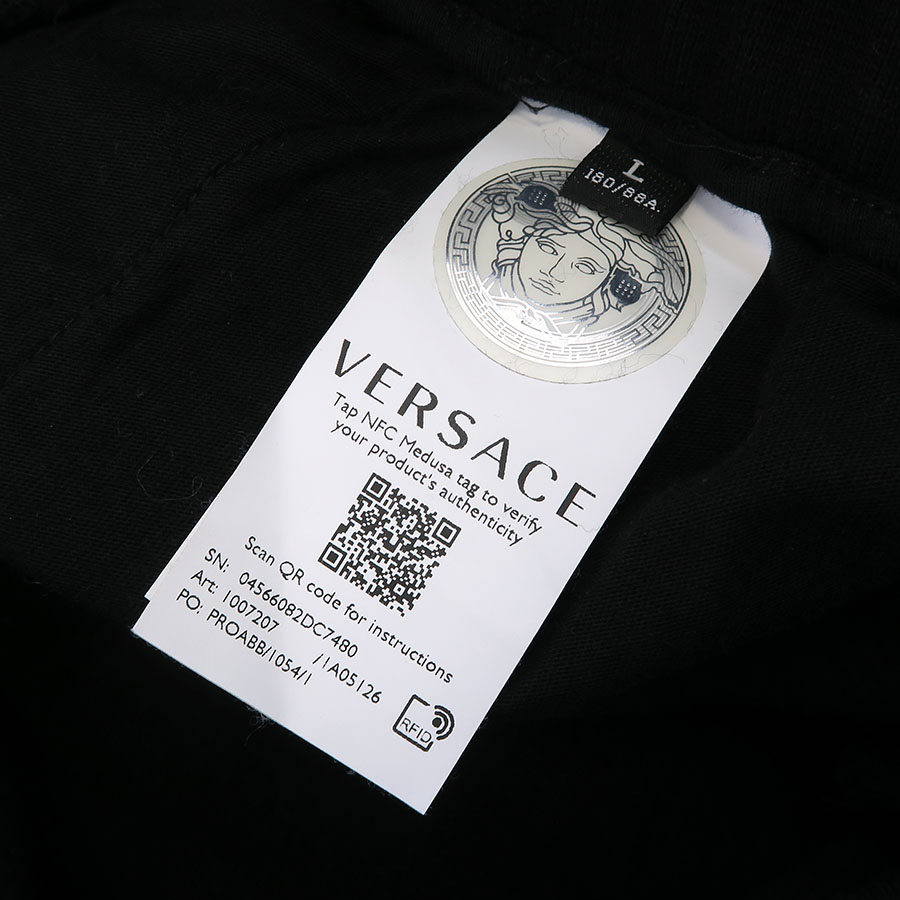 L
180/88A.
VERSACE
Tap NFC Medusa tag to verify
your product's authenticity
Scan QR code for instructions
SN: 04566082DC7480
Art: 1007207 /1A05126
PO: PROABB/1054/1
RFID